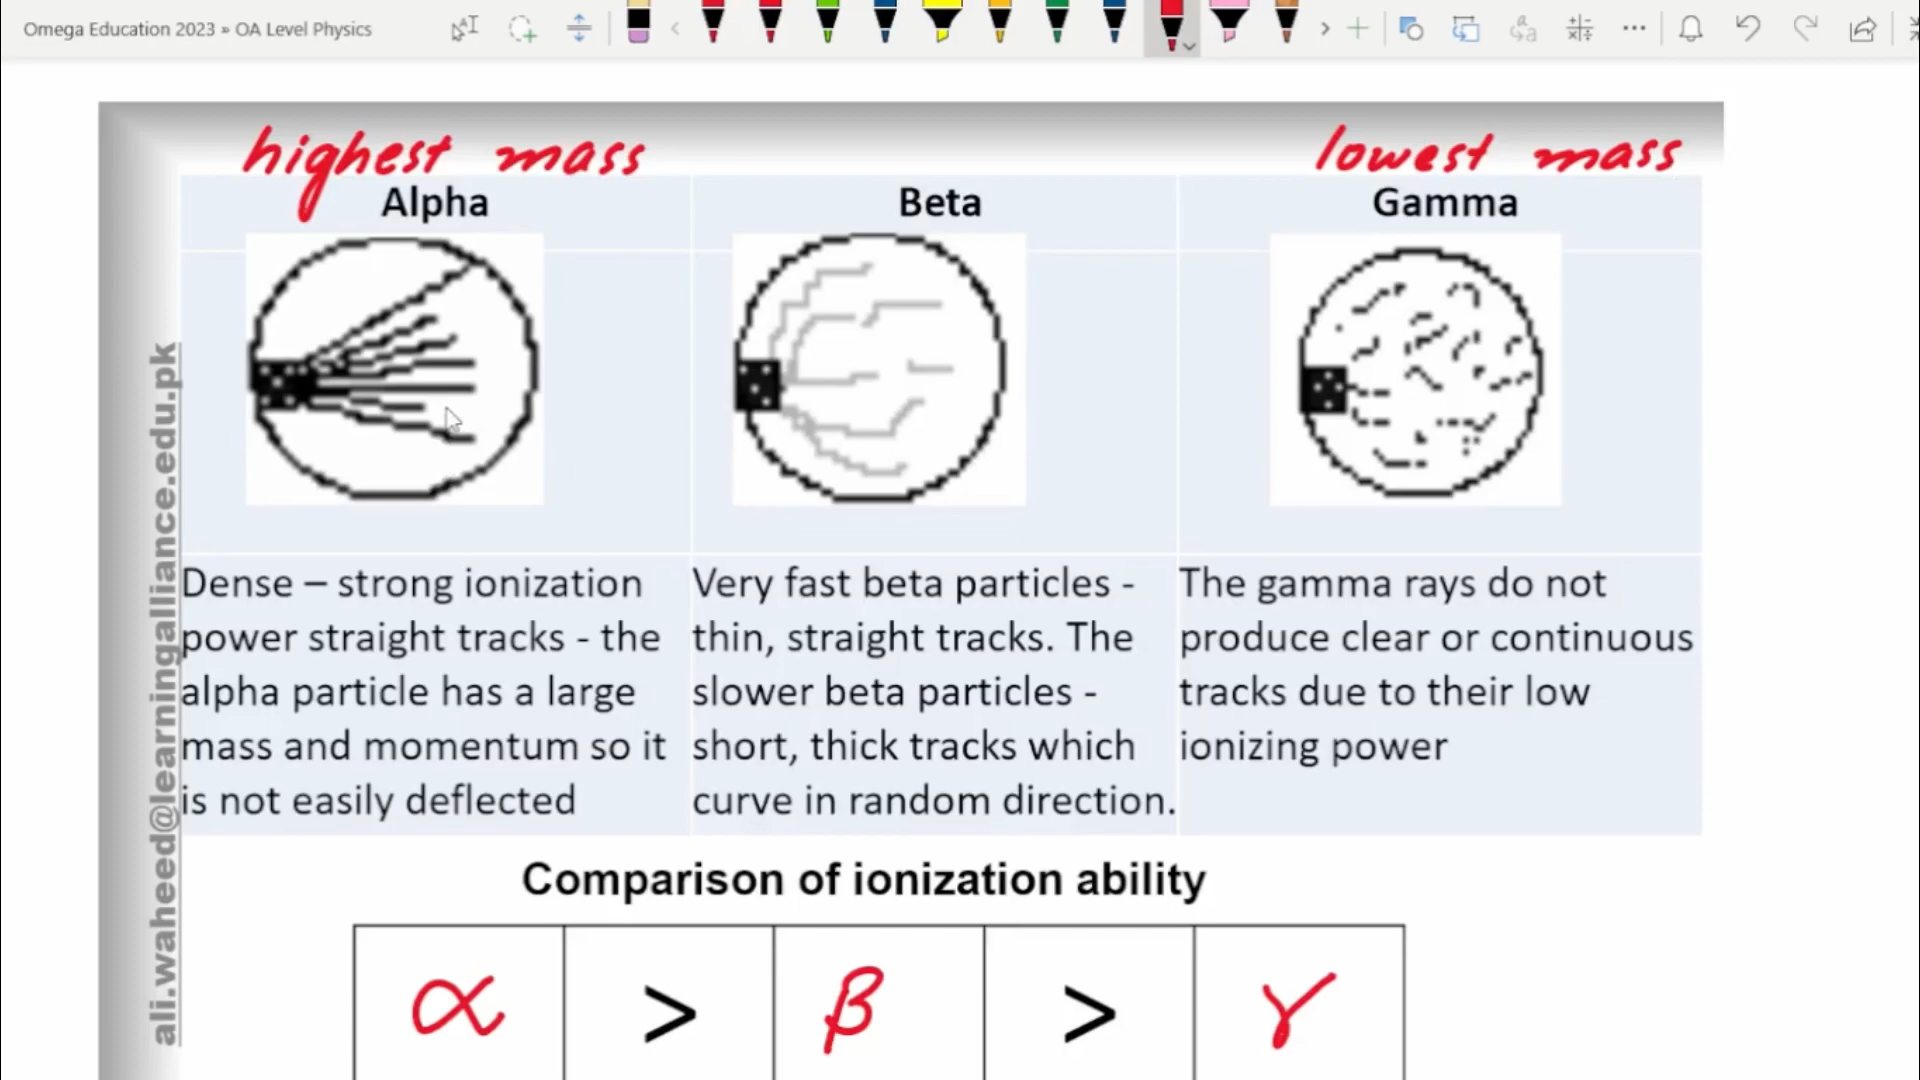 Omega Education 2023 » OA Level Physics
highest mass
lowest mass
Alpha
Beta
Gamma
Dense – strong ionization
power straight tracks - the
alpha particle has a large
mass and momentum so it
is not easily deflected
Very fast beta particles -
thin, straight tracks. The
slower beta particles -
short, thick tracks which
curve in random direction.
The gamma rays do not
produce clear or continuous
tracks due to their low
ionizing power
ali.waheed@learningalliance.edu.pk
Comparison of ionization ability
α > β > γ